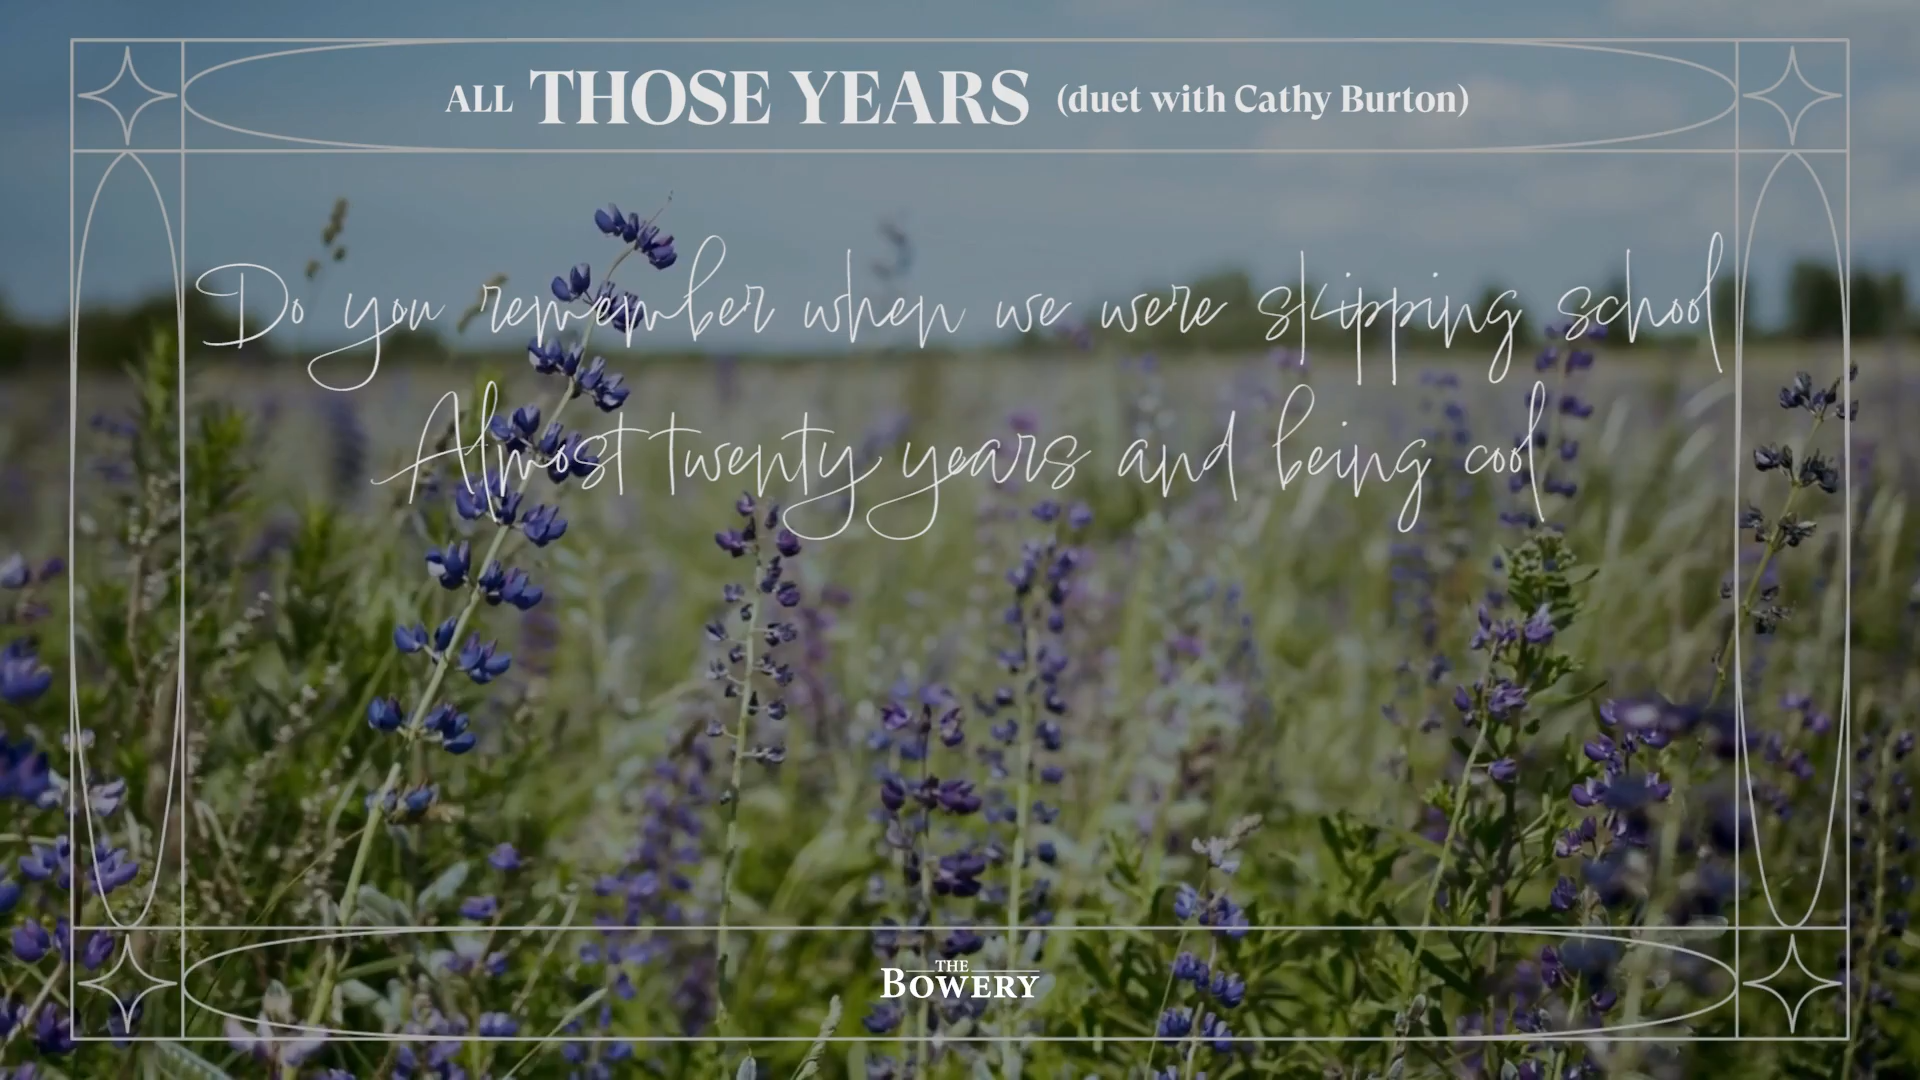 ALL THOSE YEARS (duet with Cathy Burton)
Do you remember when we were skipping school
Almost twenty years and being cool
THE
BOWERY